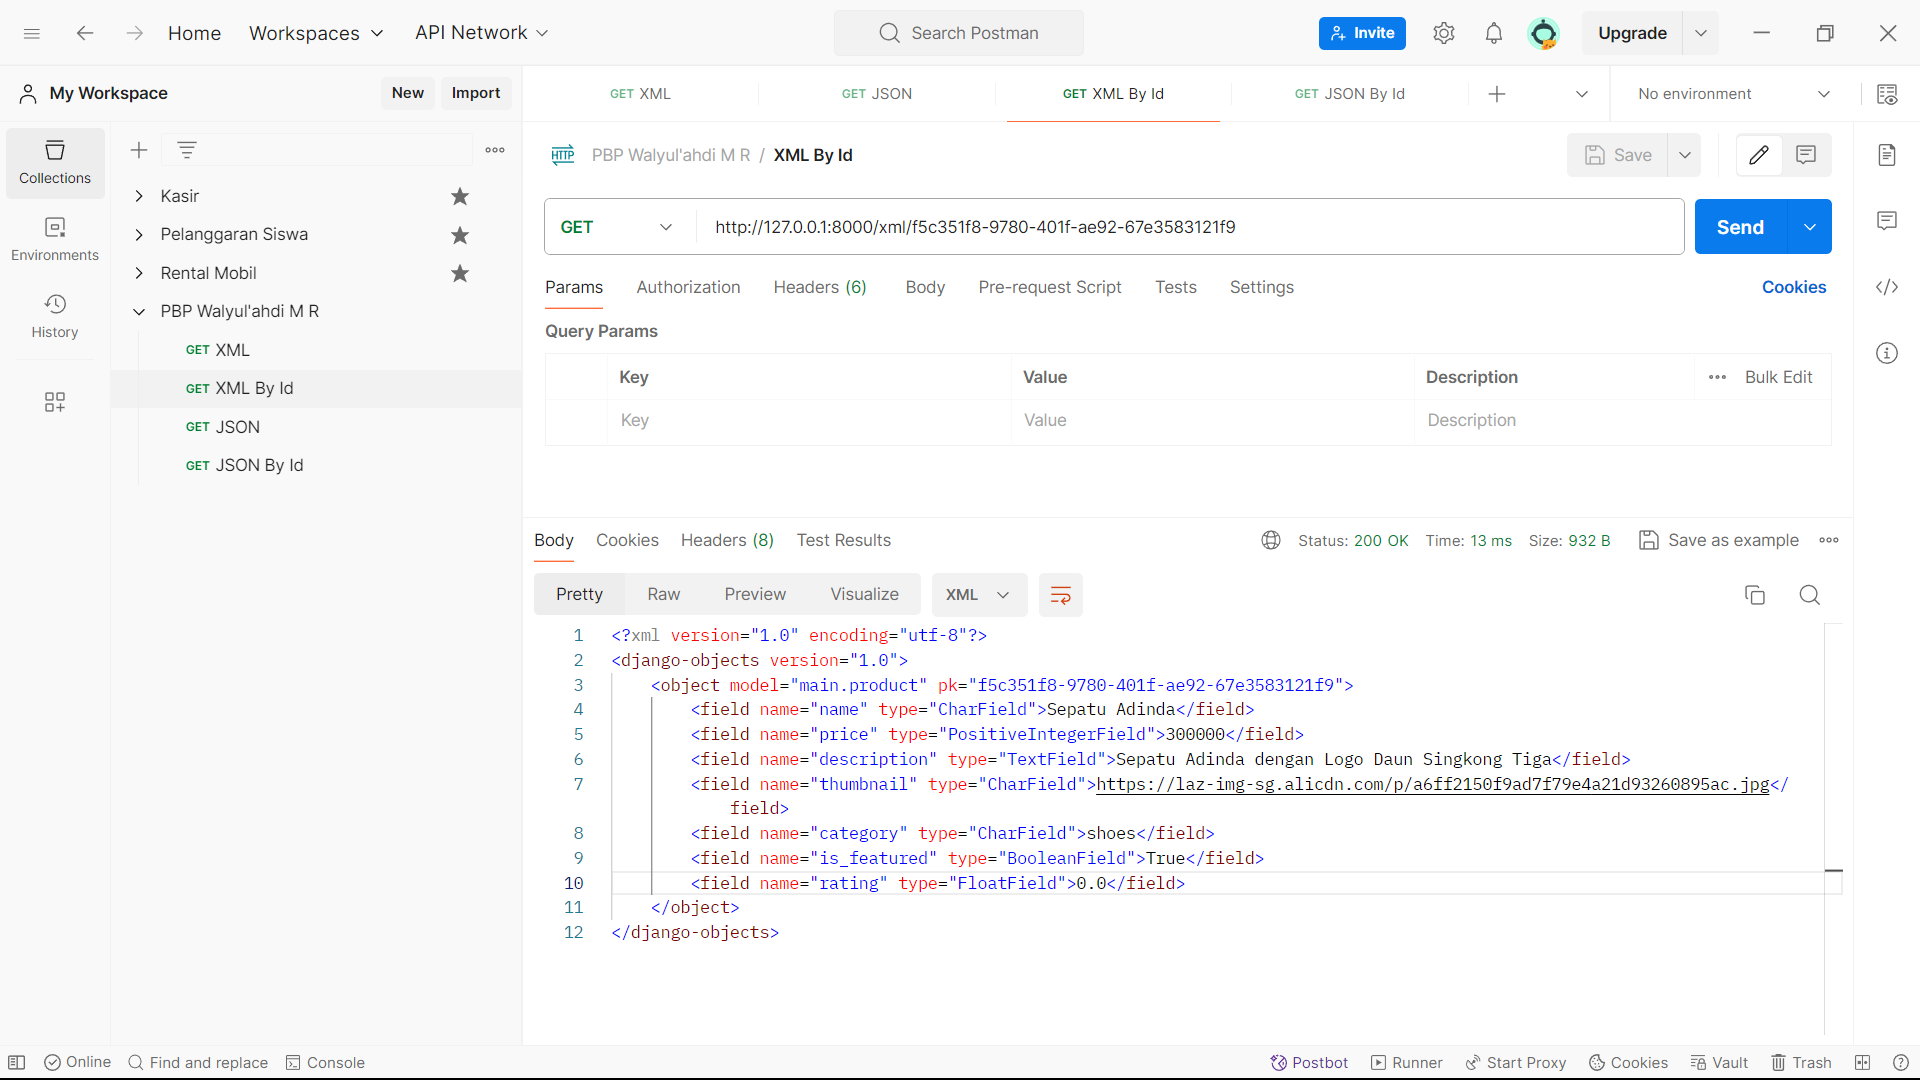 Home
Workspaces
API Network
Search Postman
Invite
Upgrade
My Workspace
New
Import
GET XML
GET JSON
GET XML By Id
GET JSON By Id
No environment
Collections
Environments
History
Kasir
Pelanggaran Siswa
Rental Mobil
PBP Walyul'ahdi M R
GET XML
GET XML By Id
GET JSON
GET JSON By Id
HTTP PBP Walyul'ahdi M R / XML By Id
Save
GET http://127.0.0.1:8000/xml/f5c351f8-9780-401f-ae92-67e3583121f9
Send
Params Authorization Headers (6) Body Pre-request Script Tests Settings Cookies
Query Params
Key Value Description Bulk Edit
Key Value Description
Body Cookies Headers (8) Test Results Status: 200 OK Time: 13 ms Size: 932 B Save as example
Pretty Raw Preview Visualize XML
1 <?xml version="1.0" encoding="utf-8"?>
2 <django-objects version="1.0">
3 <object model="main.product" pk="f5c351f8-9780-401f-ae92-67e3583121f9">
4 <field name="name" type="CharField">Sepatu Adinda</field>
5 <field name="price" type="PositiveIntegerField">300000</field>
6 <field name="description" type="TextField">Sepatu Adinda dengan Logo Daun Singkong Tiga</field>
7 <field name="thumbnail" type="CharField">https://laz-img-sg.alicdn.com/p/a6ff2150f9ad7f79e4a21d93260895ac.jpg</
field>
8 <field name="category" type="CharField">shoes</field>
9 <field name="is_featured" type="BooleanField">True</field>
10 <field name="rating" type="FloatField">0.0</field>
11 </object>
12 </django-objects>
Online Find and replace Console Postbot Runner Start Proxy Cookies Vault Trash